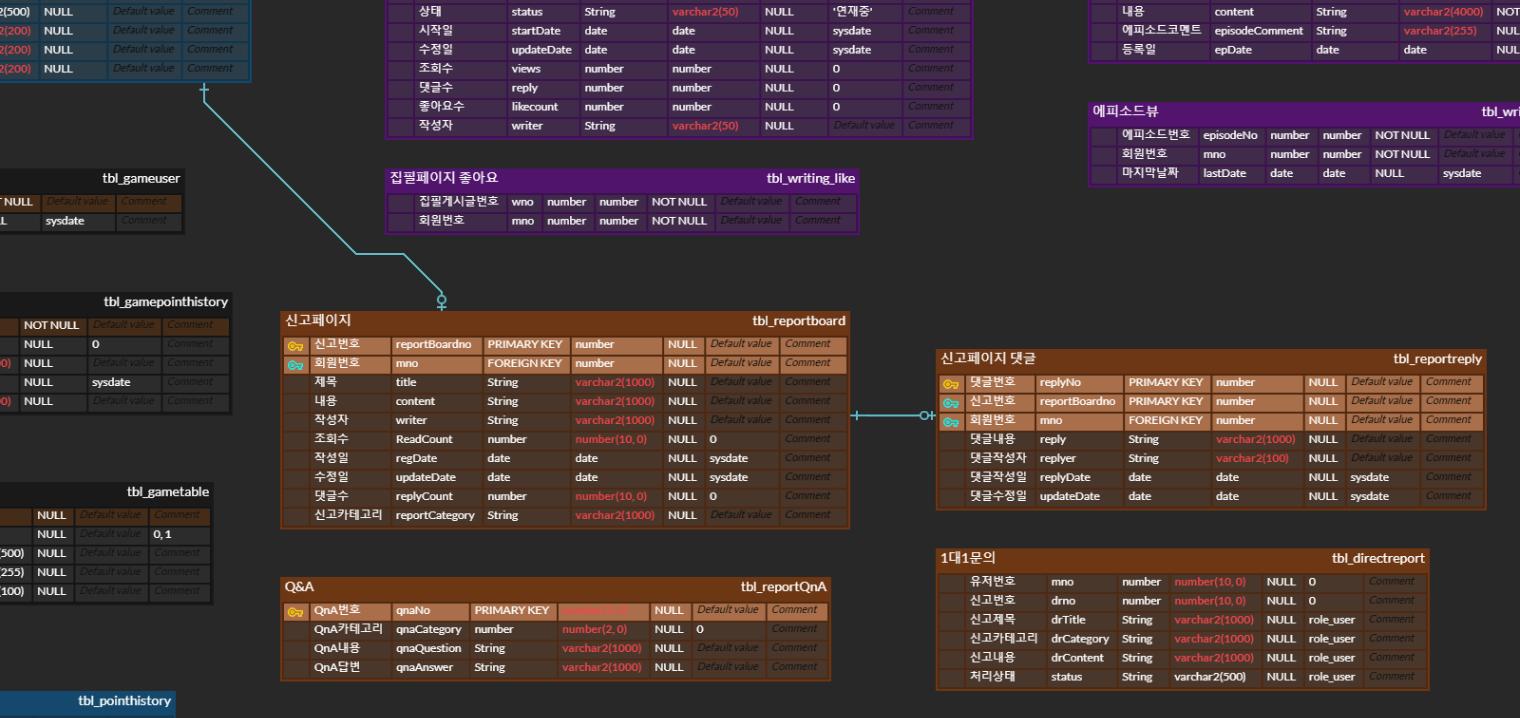 2(500) NULL Default value Comment
2(200) NULL Default value Comment
2(200) NULL Default value Comment
2(200) NULL Default value Comment
상태 status String varchar2(50) NULL '연재중' Comment
시작일 startDate date date NULL sysdate Comment
수정일 updateDate date date NULL sysdate Comment
조회수 views number number NULL 0 Comment
댓글수 reply number number NULL 0 Comment
좋아요수 likecount number number NULL 0 Comment
작성자 writer String varchar2(50) NULL Default value Comment
내용 content String varchar2(4000) NOT
에피소드코멘트 episodeComment String varchar2(255) NUL
등록일 epDate date date NUL
에피소드뷰 tbl_wri
에피소드번호 episodeNo number number NOT NULL Default value
회원번호 mno number number NOT NULL Default value
마지막날짜 lastDate date date NULL sysdate
tbl_gameuser
T NULL Default value Comment
LL sysdate Comment
집필페이지 좋아요 tbl_writing_like
집필게시글번호 wno number number NOT NULL Default value Comment
회원번호 mno number number NOT NULL Default value Comment
tbl_gamepointhistory
NOT NULL Default value Comment
NULL 0 Comment
00) NULL Default value Comment
NULL sysdate Comment
00) NULL Default value Comment
신고페이지 tbl_reportboard
신고번호 reportBoardno PRIMARY KEY number NULL Default value Comment
회원번호 mno FOREIGN KEY number NULL Default value Comment
제목 title String varchar2(1000) NULL Default value Comment
내용 content String varchar2(1000) NULL Default value Comment
작성자 writer String varchar2(1000) NULL Default value Comment
조회수 ReadCount number number(10, 0) NULL 0 Comment
작성일 regDate date date NULL sysdate Comment
수정일 updateDate date date NULL sysdate Comment
댓글수 replyCount number number(10, 0) NULL 0 Comment
신고카테고리 reportCategory String varchar2(1000) NULL Default value Comment
신고페이지 댓글 tbl_reportreply
댓글번호 replyNo PRIMARY KEY number NULL Default value Comment
신고번호 reportBoardno PRIMARY KEY number NULL Default value Comment
회원번호 mno FOREIGN KEY number NULL Default value Comment
댓글내용 reply String varchar2(1000) NULL Default value Comment
댓글작성자 replyer String varchar2(100) NULL Default value Comment
댓글작성일 replyDate date date NULL sysdate Comment
댓글수정일 updateDate date date NULL sysdate Comment
tbl_gametable
NULL Default value Comment
NULL Default value 0, 1
(500) NULL Default value Comment
(255) NULL Default value Comment
(100) NULL Default value Comment
Q&A tbl_reportQnA
QnA번호 qnaNo PRIMARY KEY NULL Default value Comment
QnA카테고리 qnaCategory number number(2, 0) NULL 0 Comment
QnA내용 qnaQuestion String varchar2(1000) NULL Default value Comment
QnA답변 qnaAnswer String varchar2(1000) NULL Default value Comment
1대1문의 tbl_directreport
유저번호 mno number number(10, 0) NULL 0 Comment
신고번호 drno number number(10, 0) NULL 0 Comment
신고제목 drTitle String varchar2(1000) NULL role_user Comment
신고카테고리 drCategory String varchar2(1000) NULL role_user Comment
신고내용 drContent String varchar2(1000) NULL role_user Comment
처리상태 status String varchar2(500) NULL role_user Comment
tbl_pointhistory